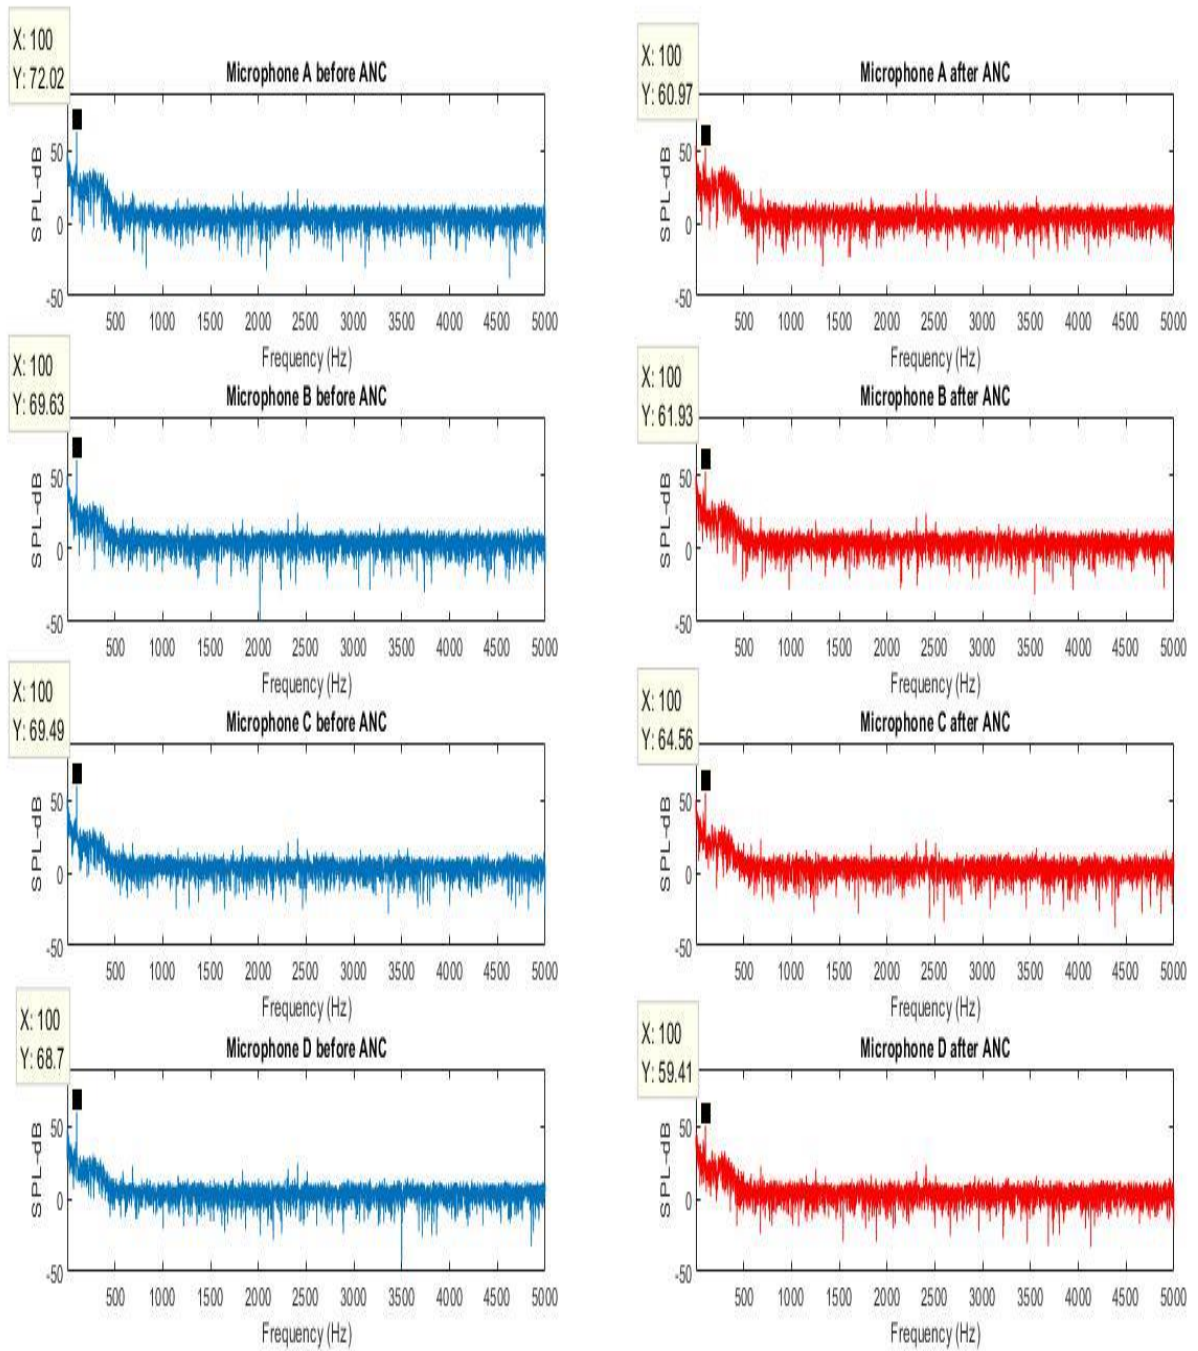 X: 100
Y: 72.02
Microphone A before ANC
SPL-dB
50
0
-50
500 1000 1500 2000 2500 3000 3500 4000 4500 5000
Frequency (Hz)
X: 100
Y: 60.97
Microphone A after ANC
SPL-dB
50
0
-50
500 1000 1500 2000 2500 3000 3500 4000 4500 5000
Frequency (Hz)
X: 100
Y: 69.63
Microphone B before ANC
SPL-dB
50
0
-50
500 1000 1500 2000 2500 3000 3500 4000 4500 5000
Frequency (Hz)
X: 100
Y: 61.93
Microphone B after ANC
SPL-dB
50
0
-50
500 1000 1500 2000 2500 3000 3500 4000 4500 5000
Frequency (Hz)
X: 100
Y: 69.49
Microphone C before ANC
SPL-dB
50
0
-50
500 1000 1500 2000 2500 3000 3500 4000 4500 5000
Frequency (Hz)
X: 100
Y: 64.56
Microphone C after ANC
SPL-dB
50
0
-50
500 1000 1500 2000 2500 3000 3500 4000 4500 5000
Frequency (Hz)
X: 100
Y: 68.7
Microphone D before ANC
SPL-dB
50
0
-50
500 1000 1500 2000 2500 3000 3500 4000 4500 5000
Frequency (Hz)
X: 100
Y: 59.41
Microphone D after ANC
SPL-dB
50
0
-50
500 1000 1500 2000 2500 3000 3500 4000 4500 5000
Frequency (Hz)